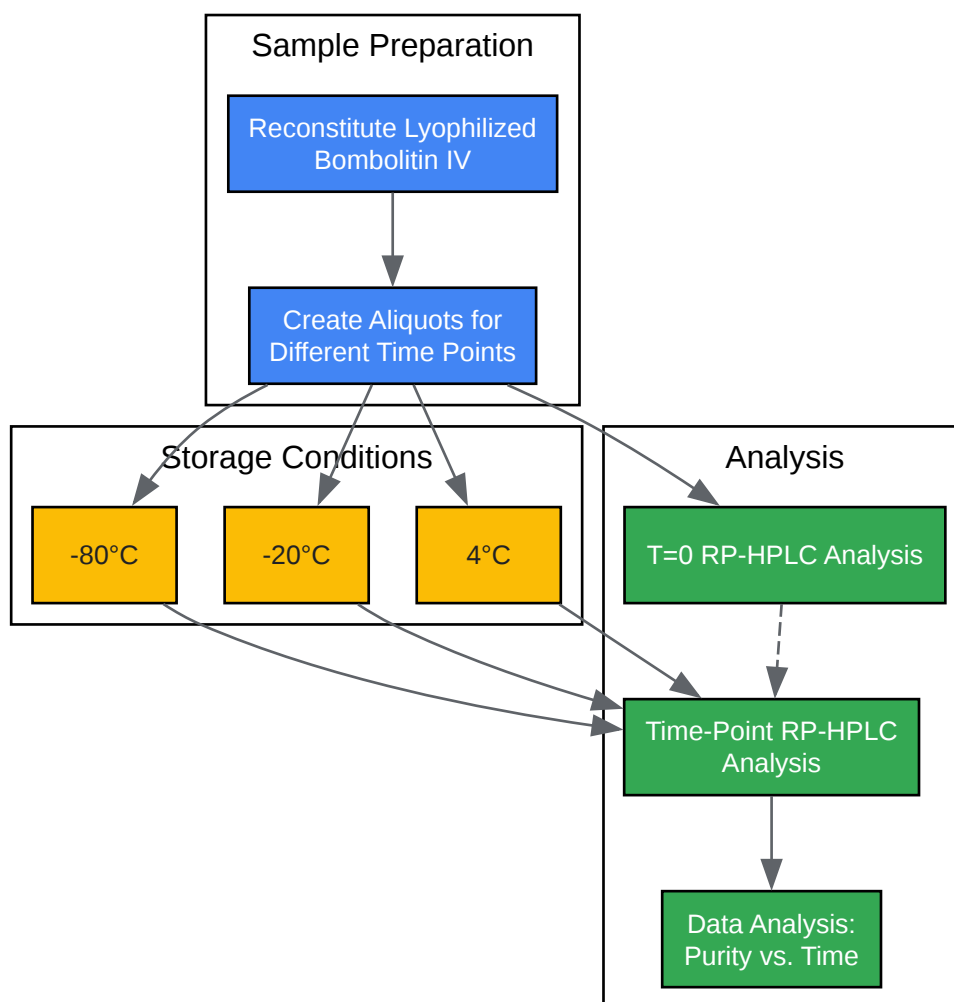 Sample Preparation
Reconstitute Lyophilized
Bombolitin IV
Create Aliquots for
Different Time Points
Storage Conditions
-80°C
-20°C
4°C
Analysis
T=0 RP-HPLC Analysis
Time-Point RP-HPLC
Analysis
Data Analysis:
Purity vs. Time